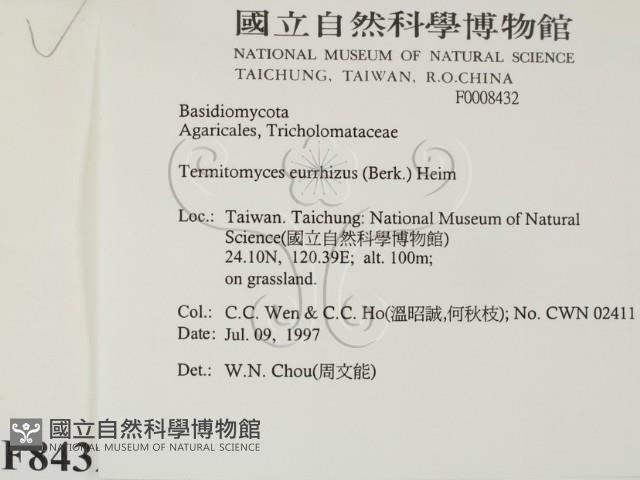 國立自然科學博物館
NATIONAL MUSEUM OF NATURAL SCIENCE
TAICHUNG, TAIWAN, R.O.CHINA
F0008432
Basidiomycota
Agaricales, Tricholomataceae
Termitomyces eurrhizus (Berk.) Heim
Loc.: Taiwan. Taichung: National Museum of Natural
Science(國立自然科學博物館)
24.10N, 120.39E; alt. 100m;
on grassland.
Col.: C.C. Wen & C.C. Ho(溫昭誠,何秋枝); No. CWN 02411
Date: Jul. 09, 1997
Det.: W.N. Chou(周文能)
國立自然科學博物館
NATIONAL MUSEUM OF NATURAL SCIENCE
F843